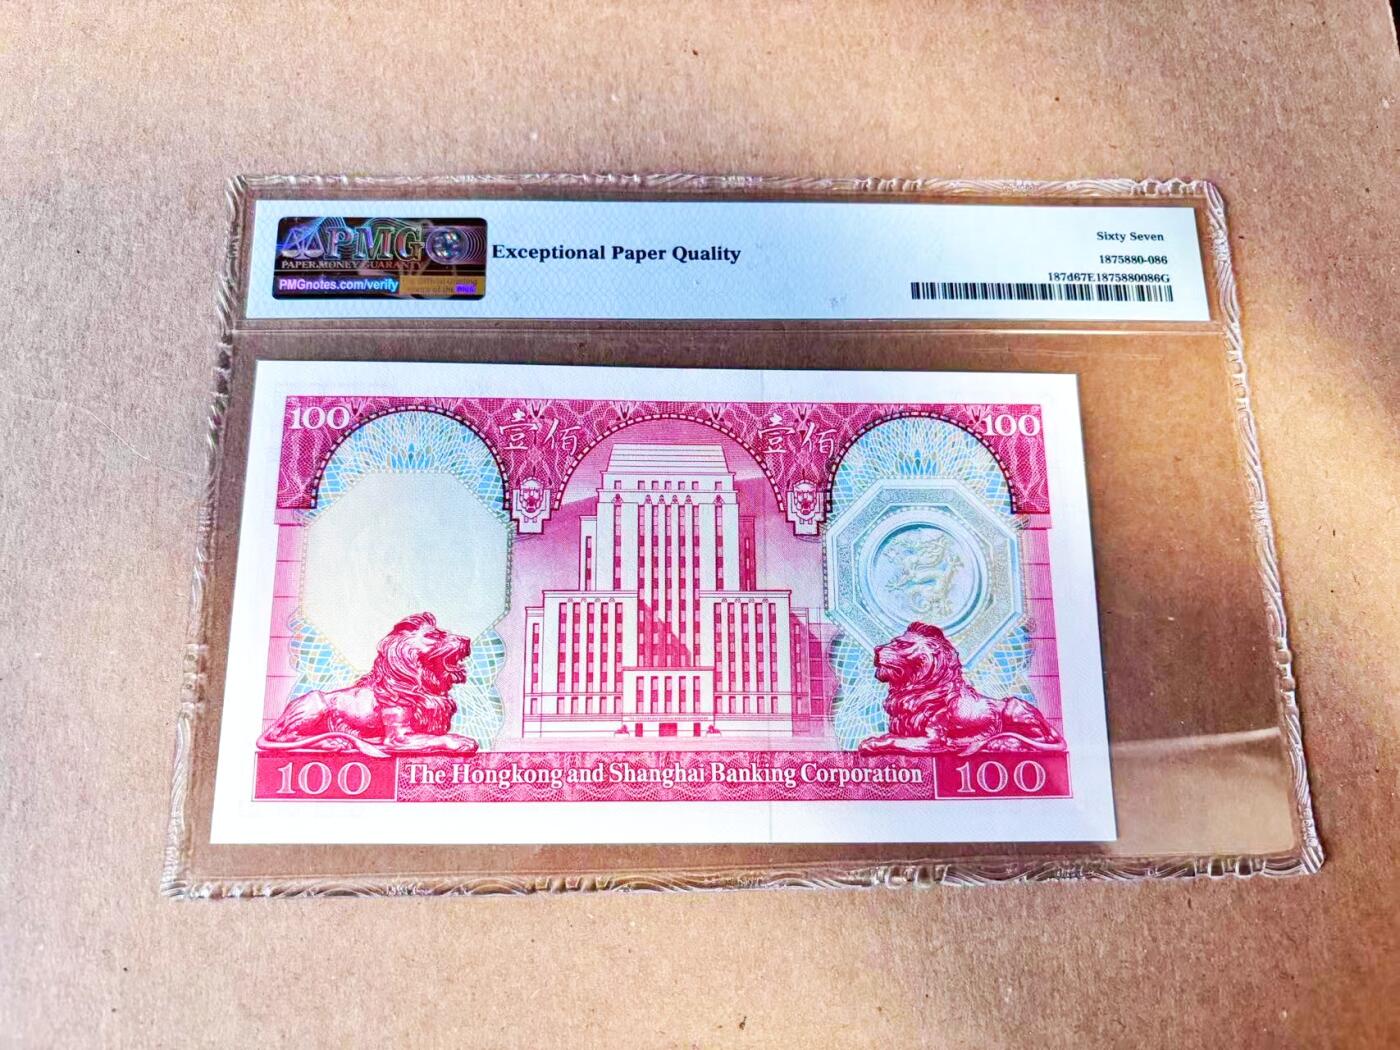 PMG
PAPER MONEY GUARANTY
PMGnotes.com/verify
Exceptional Paper Quality
Sixty Seven
1875880-086
187d67E1875880086G
100 壹佰 壹佰 100
100 The Hongkong and Shanghai Banking Corporation 100